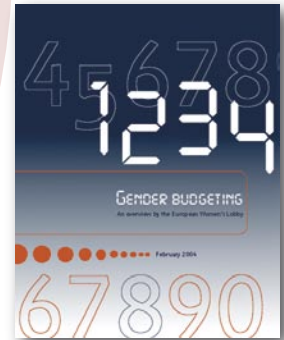 45678
1234
GENDER BUDGETING
An overview by the European Women's Lobby
February 2004
67890